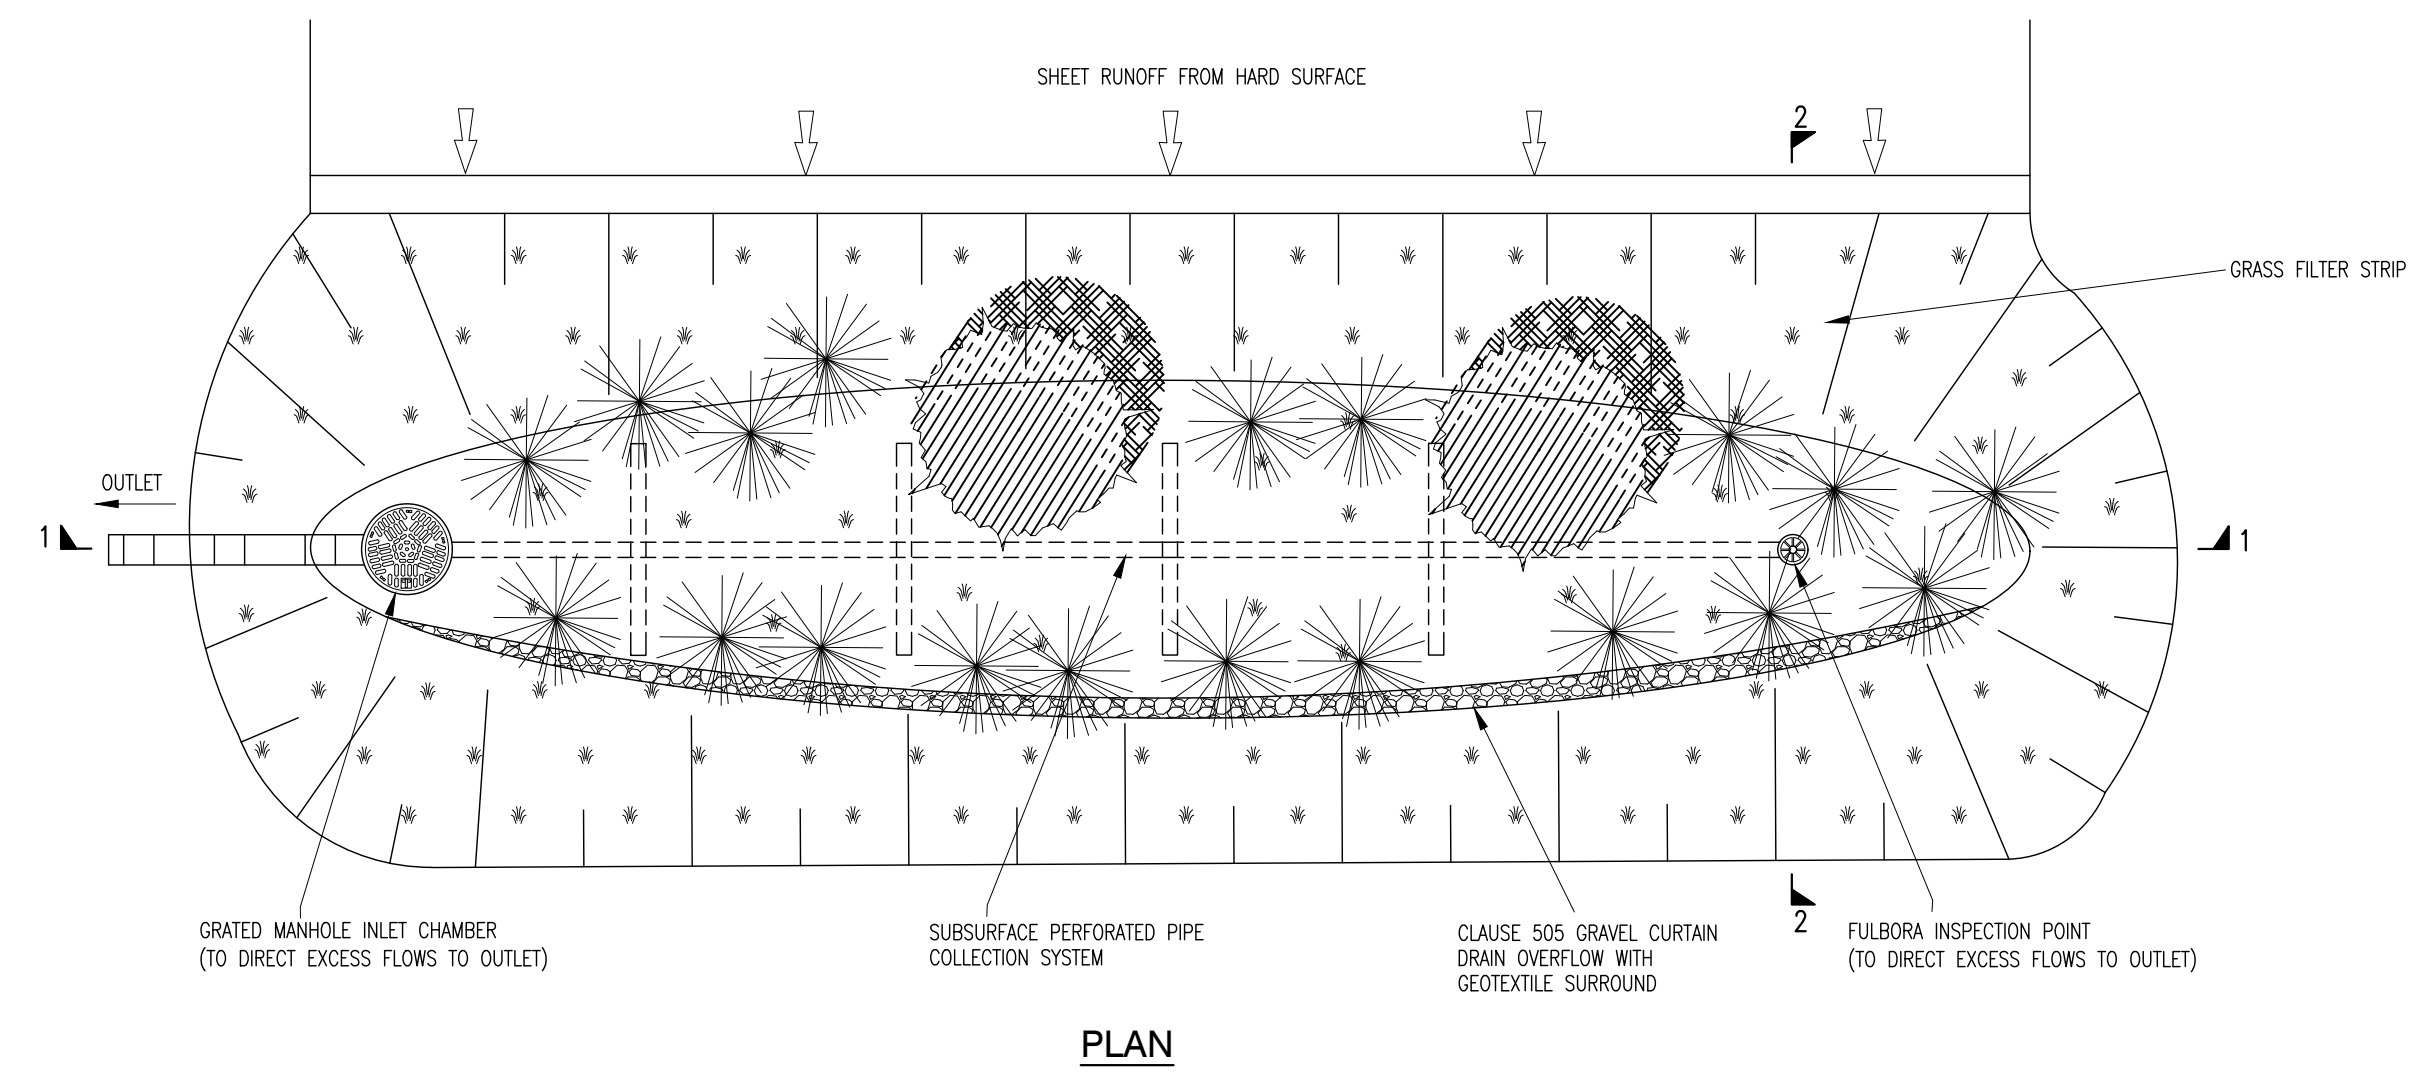 SHEET RUNOFF FROM HARD SURFACE
2
GRASS FILTER STRIP
OUTLET
1
1
2
GRATED MANHOLE INLET CHAMBER
(TO DIRECT EXCESS FLOWS TO OUTLET)
SUBSURFACE PERFORATED PIPE
COLLECTION SYSTEM
CLAUSE 505 GRAVEL CURTAIN
DRAIN OVERFLOW WITH
GEOTEXTILE SURROUND
FULBORA INSPECTION POINT
(TO DIRECT EXCESS FLOWS TO OUTLET)
PLAN